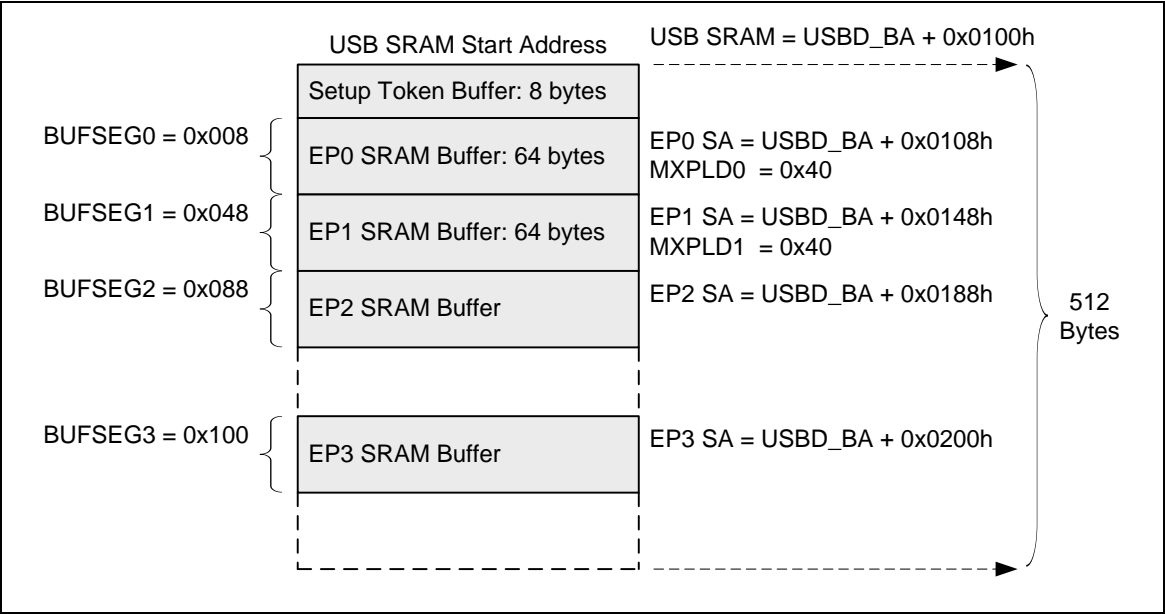 USB SRAM Start Address
USB SRAM = USBD_BA + 0x0100h
Setup Token Buffer: 8 bytes
BUFSEG0 = 0x008
EP0 SRAM Buffer: 64 bytes
EP0 SA = USBD_BA + 0x0108h
MXPLD0 = 0x40
BUFSEG1 = 0x048
EP1 SRAM Buffer: 64 bytes
EP1 SA = USBD_BA + 0x0148h
MXPLD1 = 0x40
BUFSEG2 = 0x088
EP2 SRAM Buffer
EP2 SA = USBD_BA + 0x0188h
512
Bytes
BUFSEG3 = 0x100
EP3 SRAM Buffer
EP3 SA = USBD_BA + 0x0200h